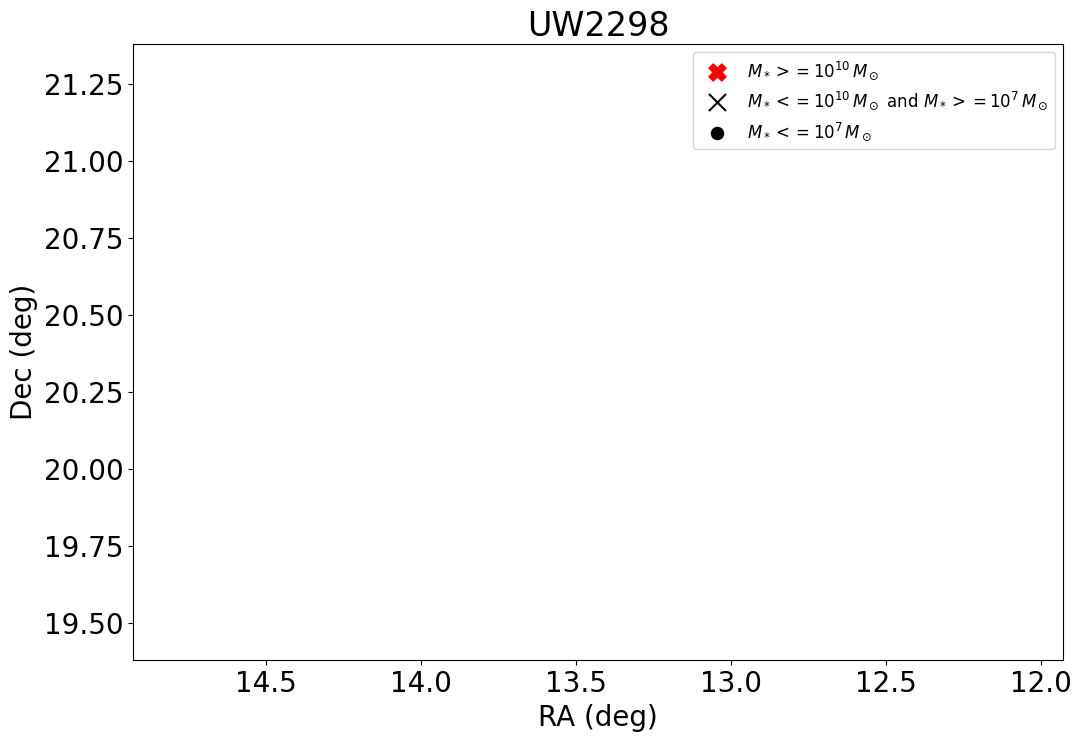 UW2298
M* >= 10^10 M⊙
M* <= 10^10 M⊙ and M* >= 10^7 M⊙
M* <= 10^7 M⊙
21.25
21.00
20.75
20.50
20.25
20.00
19.75
19.50
Dec (deg)
14.5 14.0 13.5 13.0 12.5 12.0
RA (deg)